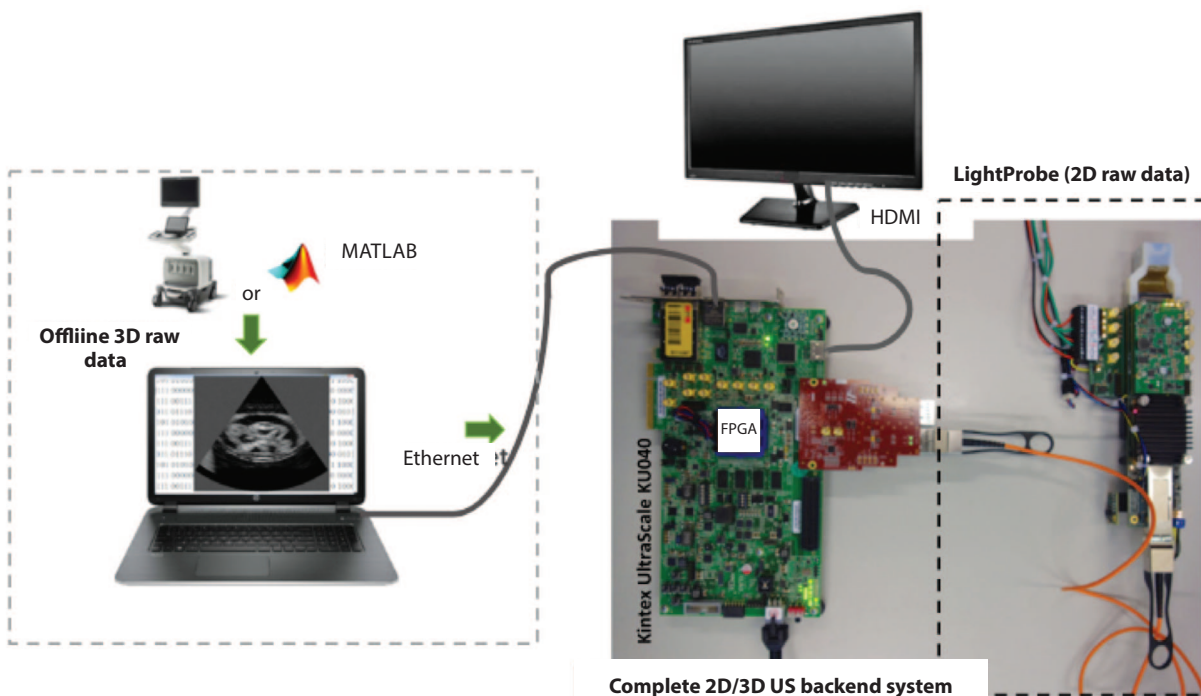 MATLAB
or
Offliine 3D raw
data
Ethernet
HDMI
LightProbe (2D raw data)
FPGA
Kintex UltraScale KU040
Complete 2D/3D US backend system